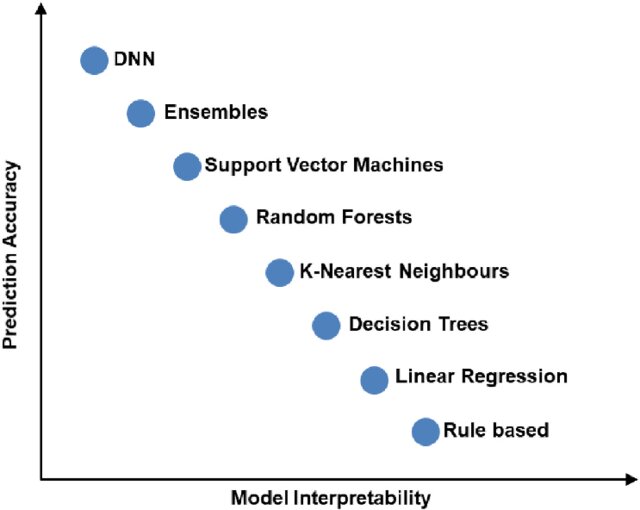 DNN
Ensembles
Support Vector Machines
Random Forests
K-Nearest Neighbours
Decision Trees
Linear Regression
Rule based
Prediction Accuracy
Model Interpretability